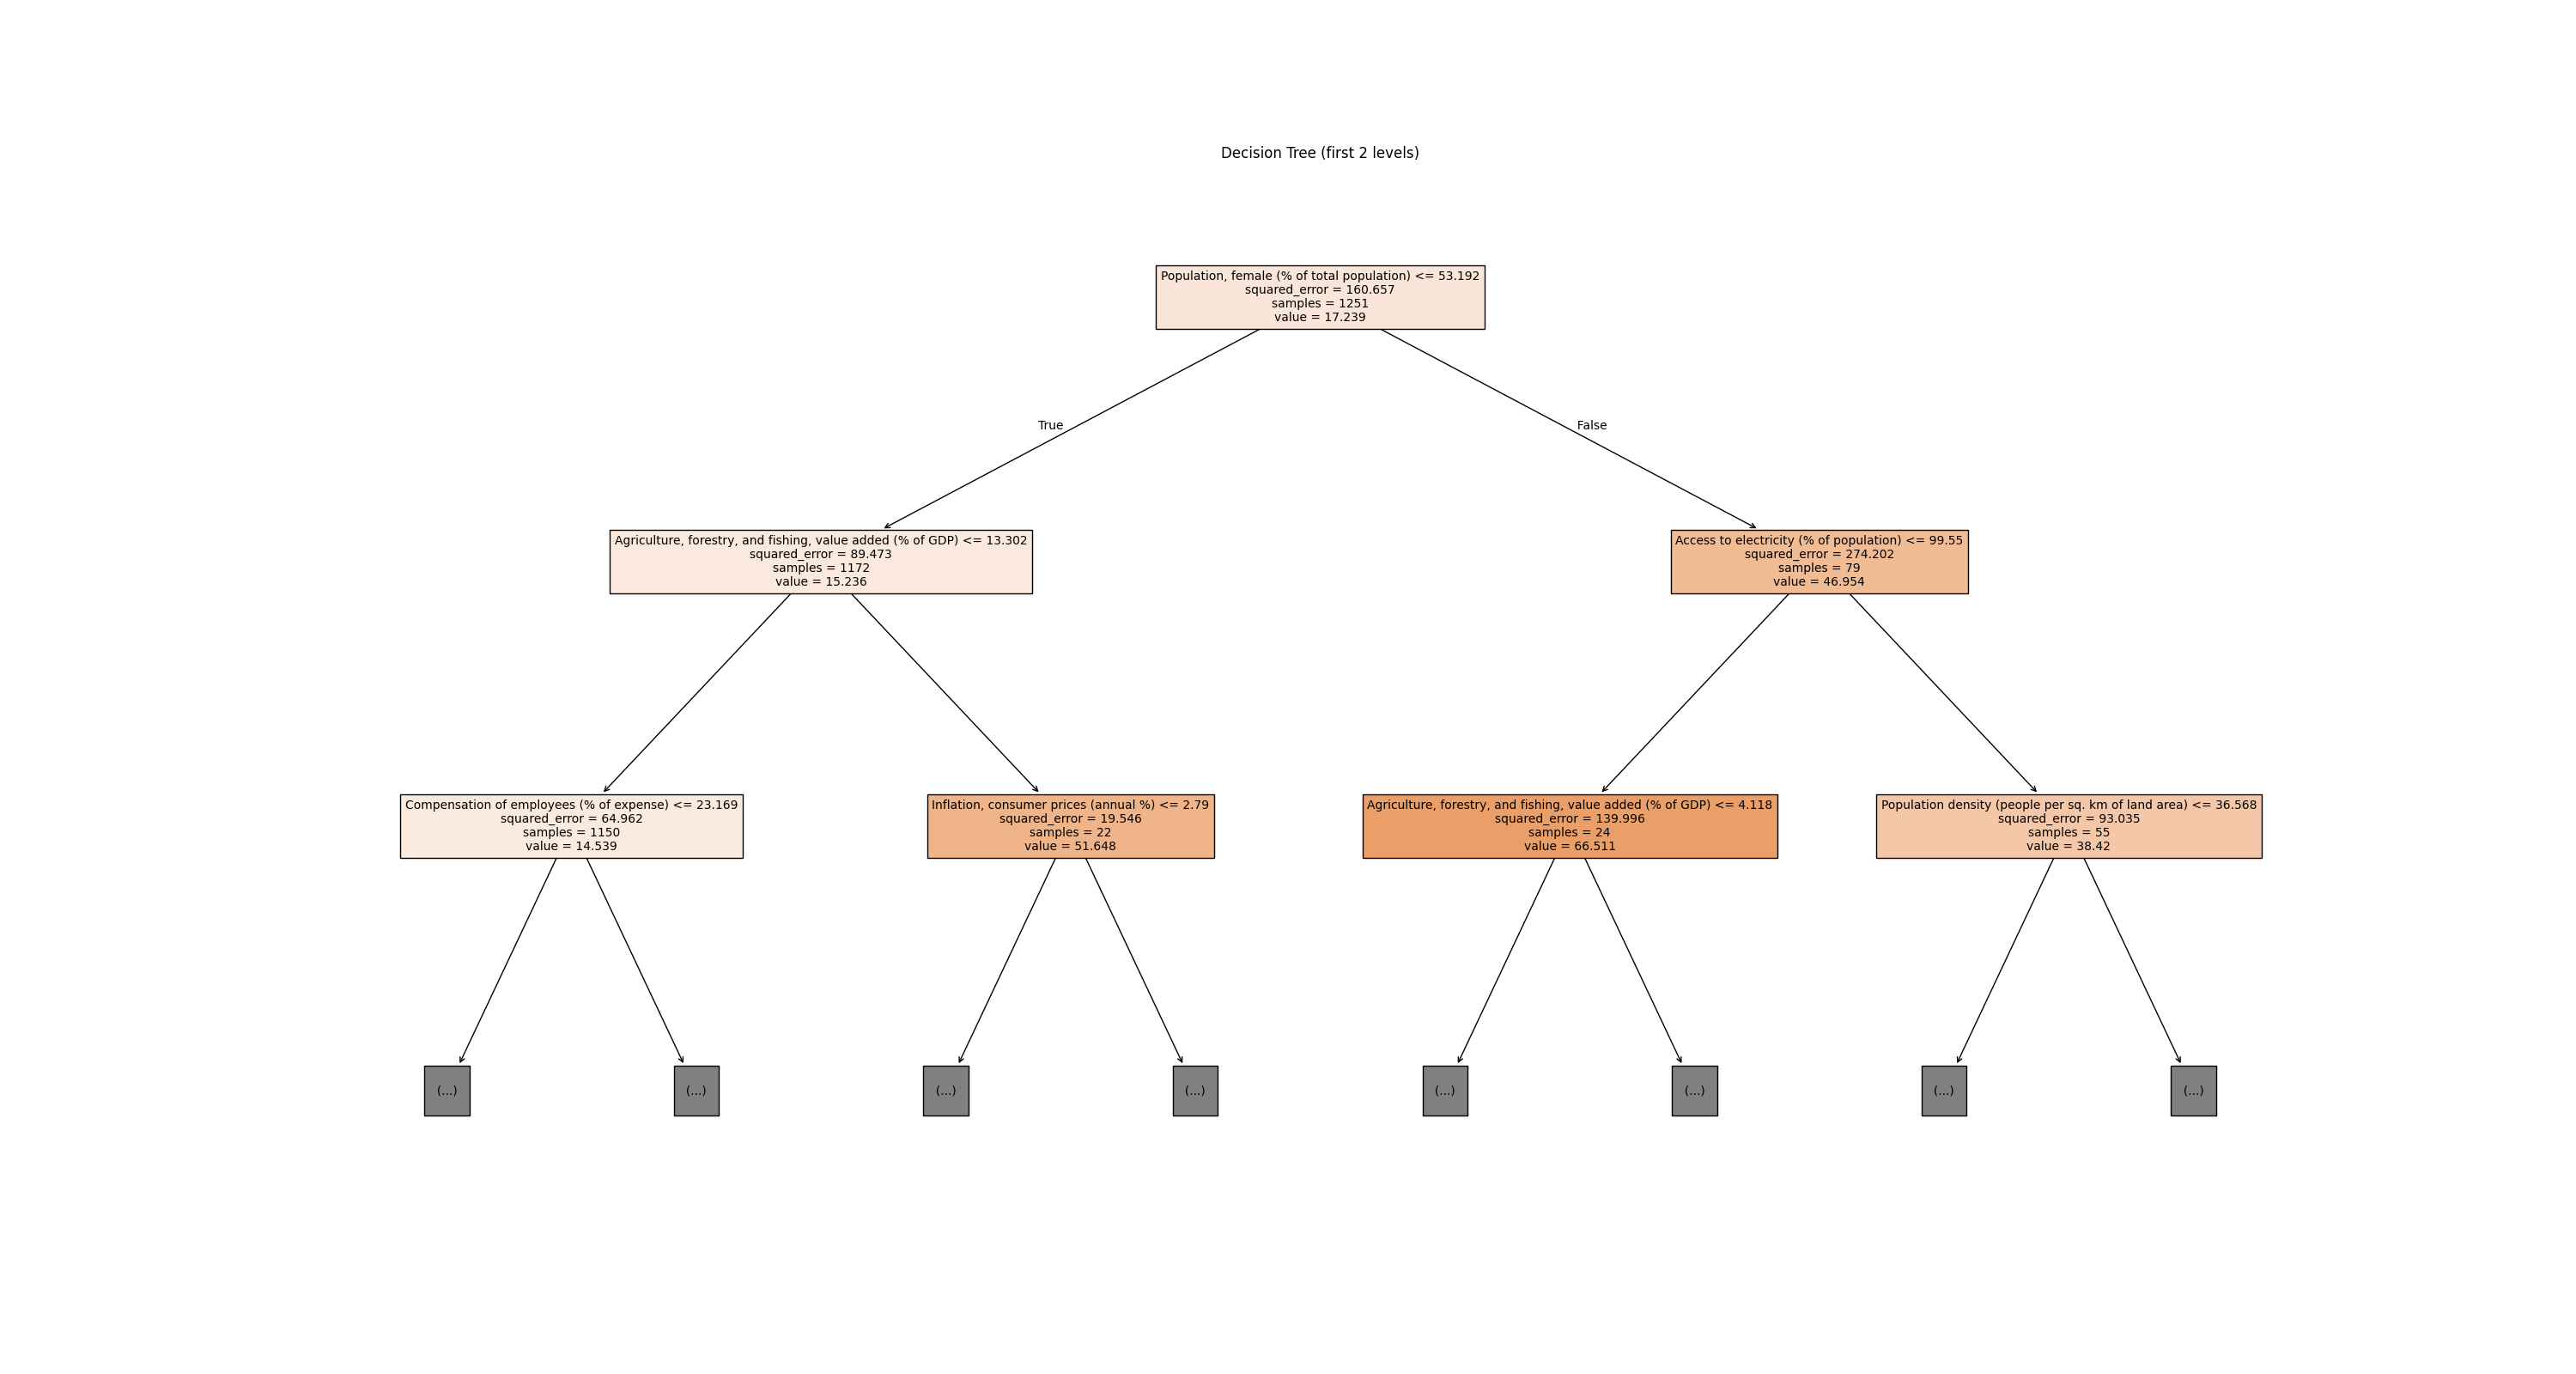 Decision Tree (first 2 levels)
Population, female (% of total population) <= 53.192
squared_error = 160.657
samples = 1251
value = 17.239
True
False
Agriculture, forestry, and fishing, value added (% of GDP) <= 13.302
squared_error = 89.473
samples = 1172
value = 15.236
Access to electricity (% of population) <= 99.55
squared_error = 274.202
samples = 79
value = 46.954
Compensation of employees (% of expense) <= 23.169
squared_error = 64.962
samples = 1150
value = 14.539
Inflation, consumer prices (annual %) <= 2.79
squared_error = 19.546
samples = 22
value = 51.648
Agriculture, forestry, and fishing, value added (% of GDP) <= 4.118
squared_error = 139.996
samples = 24
value = 66.511
Population density (people per sq. km of land area) <= 36.568
squared_error = 93.035
samples = 55
value = 38.42
(...)
(...)
(...)
(...)
(...)
(...)
(...)
(...)